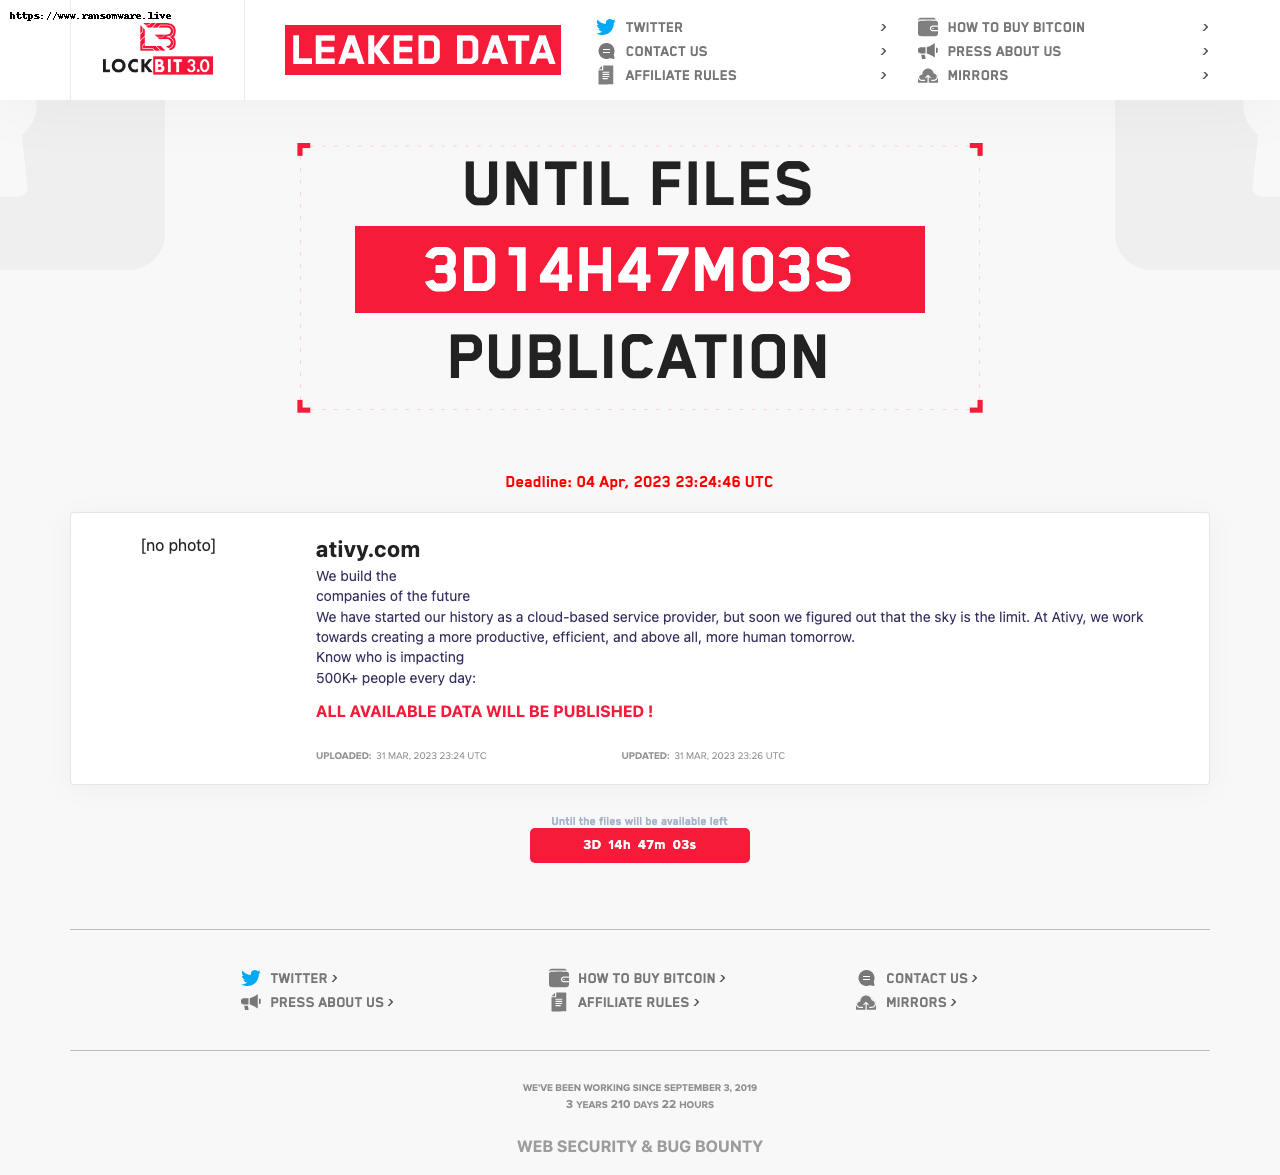 https://www.ransomware.live
LOCKBIT 3.0
LEAKED DATA
TWITTER
CONTACT US
AFFILIATE RULES
HOW TO BUY BITCOIN
PRESS ABOUT US
MIRRORS
UNTIL FILES
3D14H47M03S
PUBLICATION
Deadline: 04 Apr, 2023 23:24:46 UTC
[no photo]
ativy.com
We build the
companies of the future
We have started our history as a cloud-based service provider, but soon we figured out that the sky is the limit. At Ativy, we work
towards creating a more productive, efficient, and above all, more human tomorrow.
Know who is impacting
500K+ people every day:
ALL AVAILABLE DATA WILL BE PUBLISHED !
UPLOADED: 31 MAR, 2023 23:24 UTC UPDATED: 31 MAR, 2023 23:26 UTC
Until the files will be available left
3D 14h 47m 03s
TWITTER > HOW TO BUY BITCOIN > CONTACT US >
PRESS ABOUT US > AFFILIATE RULES > MIRRORS >
WE'VE BEEN WORKING SINCE SEPTEMBER 3, 2019
3 YEARS 210 DAYS 22 HOURS
WEB SECURITY & BUG BOUNTY